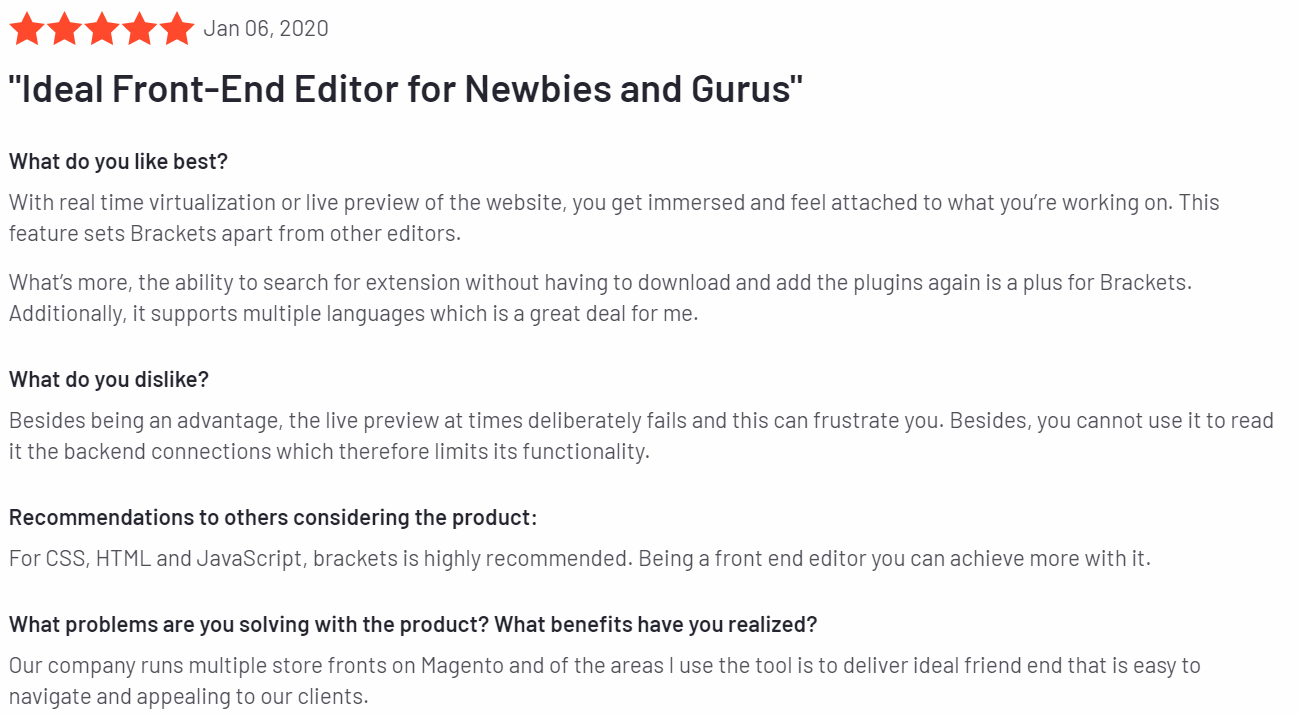 Jan 06, 2020
"Ideal Front-End Editor for Newbies and Gurus"
What do you like best?
With real time virtualization or live preview of the website, you get immersed and feel attached to what you’re working on. This
feature sets Brackets apart from other editors.
What’s more, the ability to search for extension without having to download and add the plugins again is a plus for Brackets.
Additionally, it supports multiple languages which is a great deal for me.
What do you dislike?
Besides being an advantage, the live preview at times deliberately fails and this can frustrate you. Besides, you cannot use it to read
it the backend connections which therefore limits its functionality.
Recommendations to others considering the product:
For CSS, HTML and JavaScript, brackets is highly recommended. Being a front end editor you can achieve more with it.
What problems are you solving with the product? What benefits have you realized?
Our company runs multiple store fronts on Magento and of the areas I use the tool is to deliver ideal friend end that is easy to
navigate and appealing to our clients.